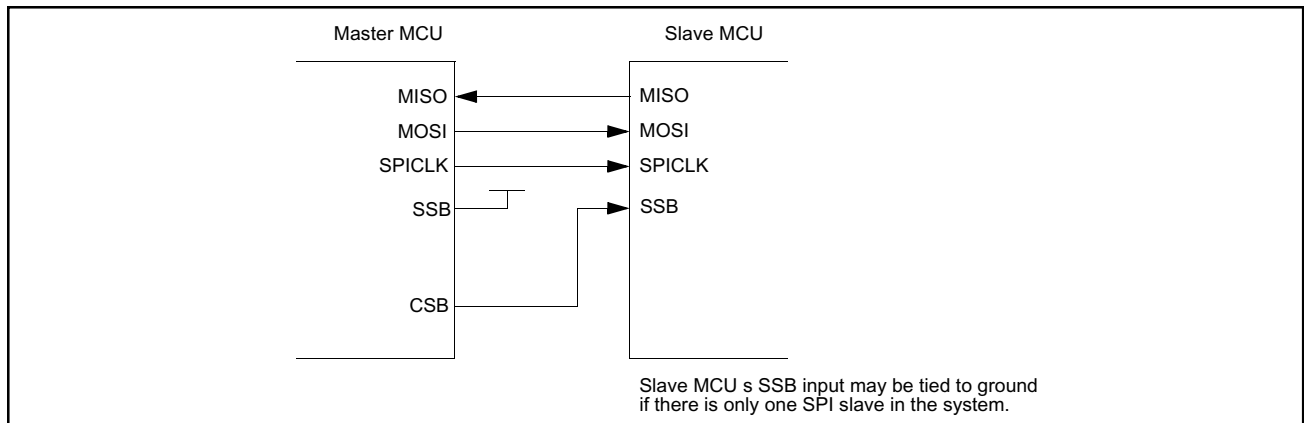 Master MCU
Slave MCU
MISO
MISO
MOSI
MOSI
SPICLK
SPICLK
SSB
SSB
CSB
Slave MCU s SSB input may be tied to ground
if there is only one SPI slave in the system.